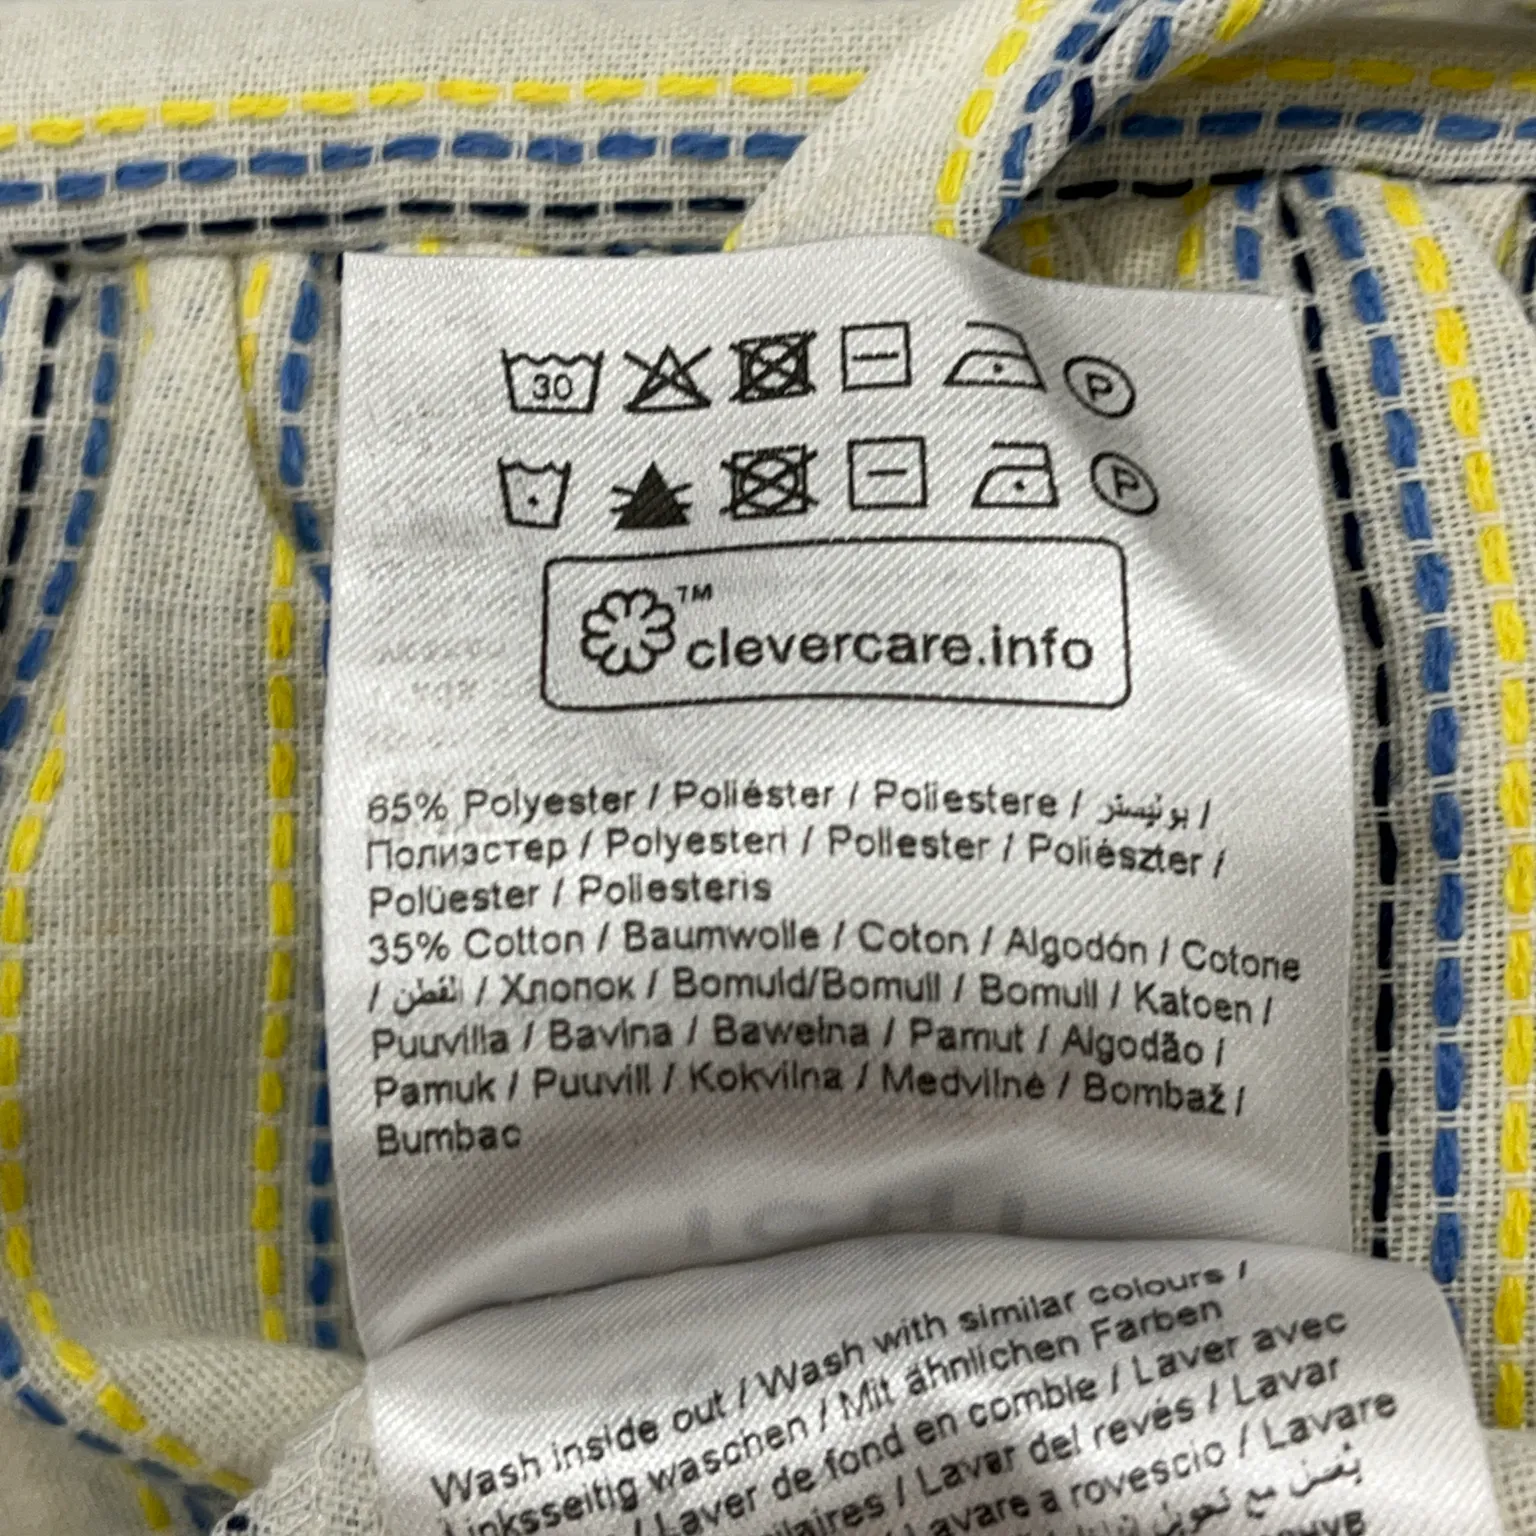 30 P
P
TM
clevercare.info
65% Polyester / Poliéster / Poliestere / بوليستر /
Полиэстер / Polyesteri / Poliester / Poliészter /
Polüester / Poliesteris
35% Cotton / Baumwolle / Coton / Algodón / Cotone
/ القطن / Хлопок / Bomuld/Bomull / Bomull / Katoen /
Puuvilla / Bavlna / Bawełna / Pamut / Algodão /
Pamuk / Puuvill / Kokvilna / Medvilnė / Bombaž /
Bumbac
Wash inside out / Wash with similar colours /
Linksseitig waschen / Mit ähnlichen Farben
/ Laver de fond en comble / Laver avec
/ Lavar del revés / Lavar
Lavare a rovescio / Lavare
يغسل مع